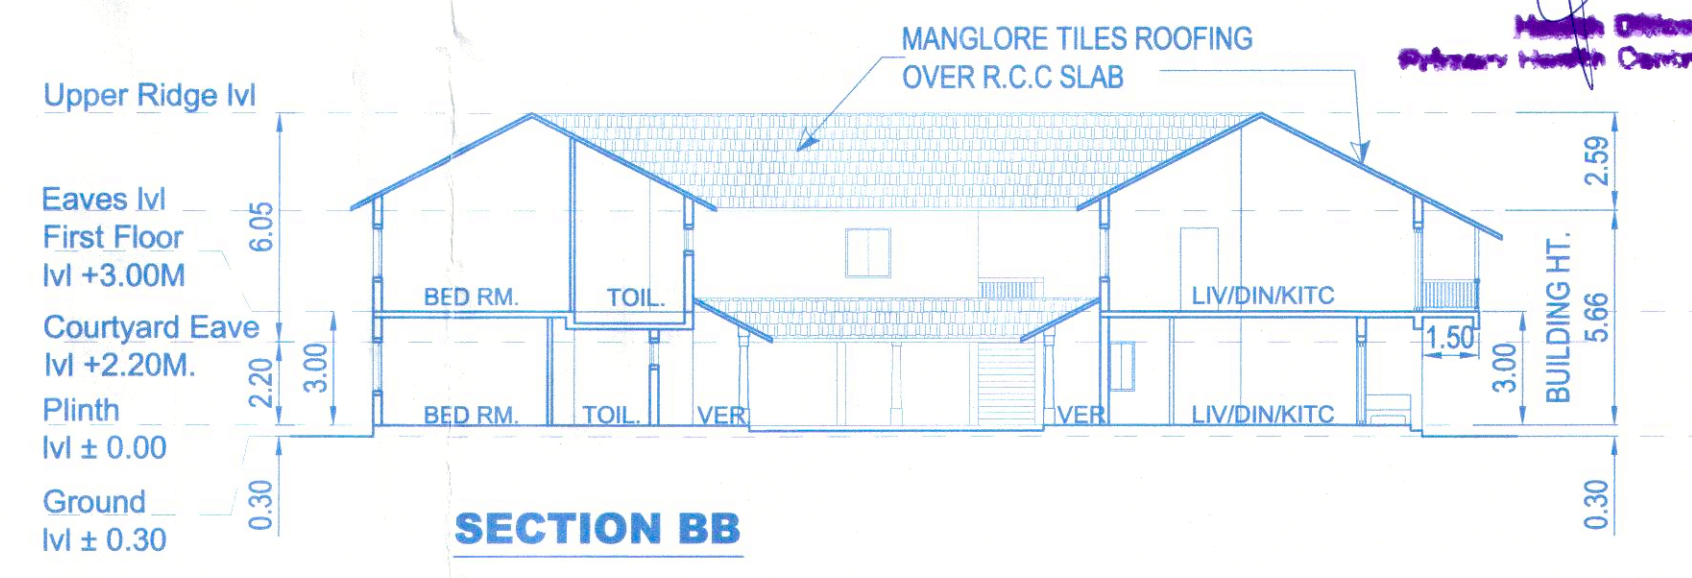 MANGLORE TILES ROOFING
OVER R.C.C SLAB
Upper Ridge lvl
Eaves lvl
First Floor
lvl +3.00M
Courtyard Eave
lvl +2.20M.
Plinth
lvl ± 0.00
Ground
lvl ± 0.30
6.05
2.20
3.00
0.30
BED RM.
TOIL.
LIV/DIN/KITC
BED RM.
TOIL.
VER
VER
LIV/DIN/KITC
1.50
3.00
BUILDING HT.
2.59
5.66
0.30
SECTION BB
Primary Health